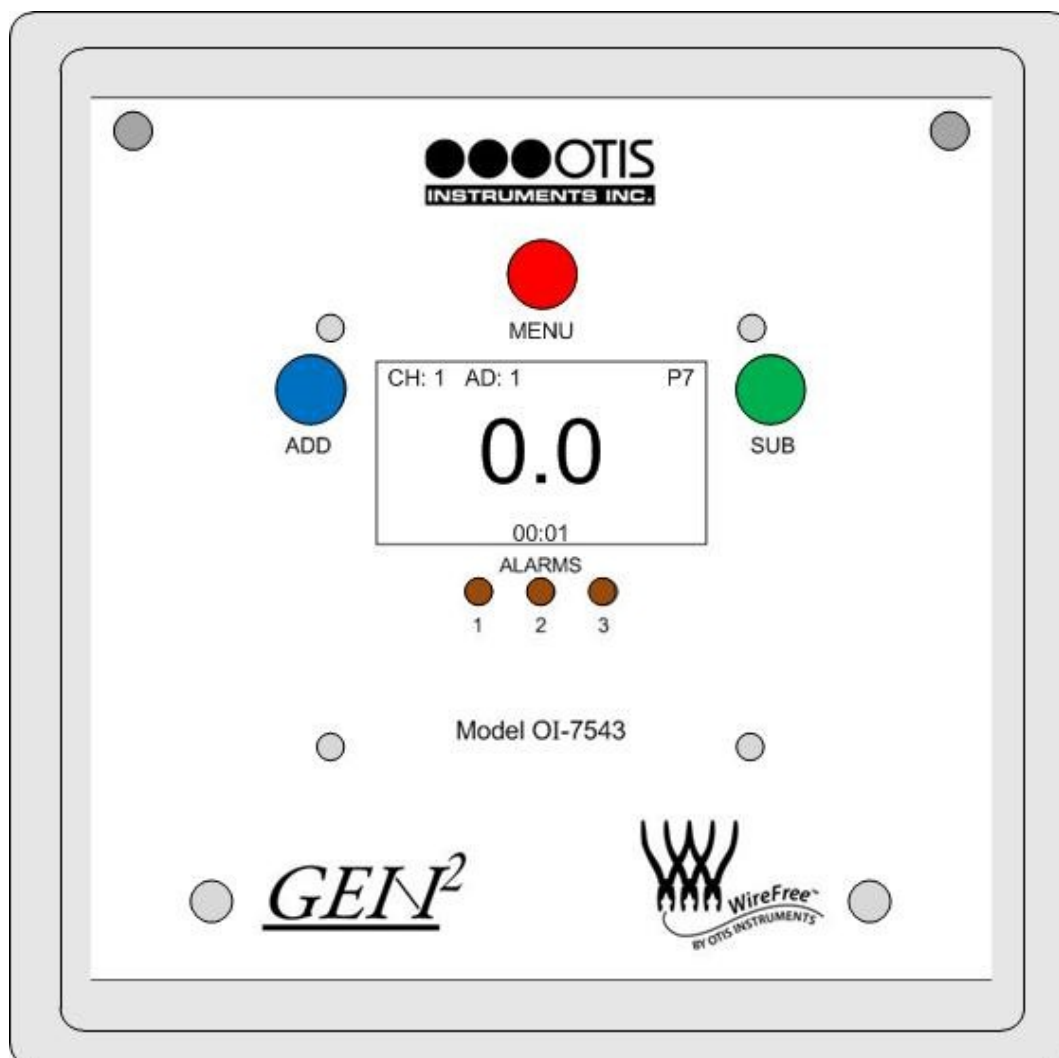 OTIS
INSTRUMENTS INC.
MENU
ADD
SUB
CH: 1 AD: 1 P7
0.0
00:01
ALARMS
1 2 3
Model OI-7543
GEN²
WireFree™
BY OTIS INSTRUMENTS